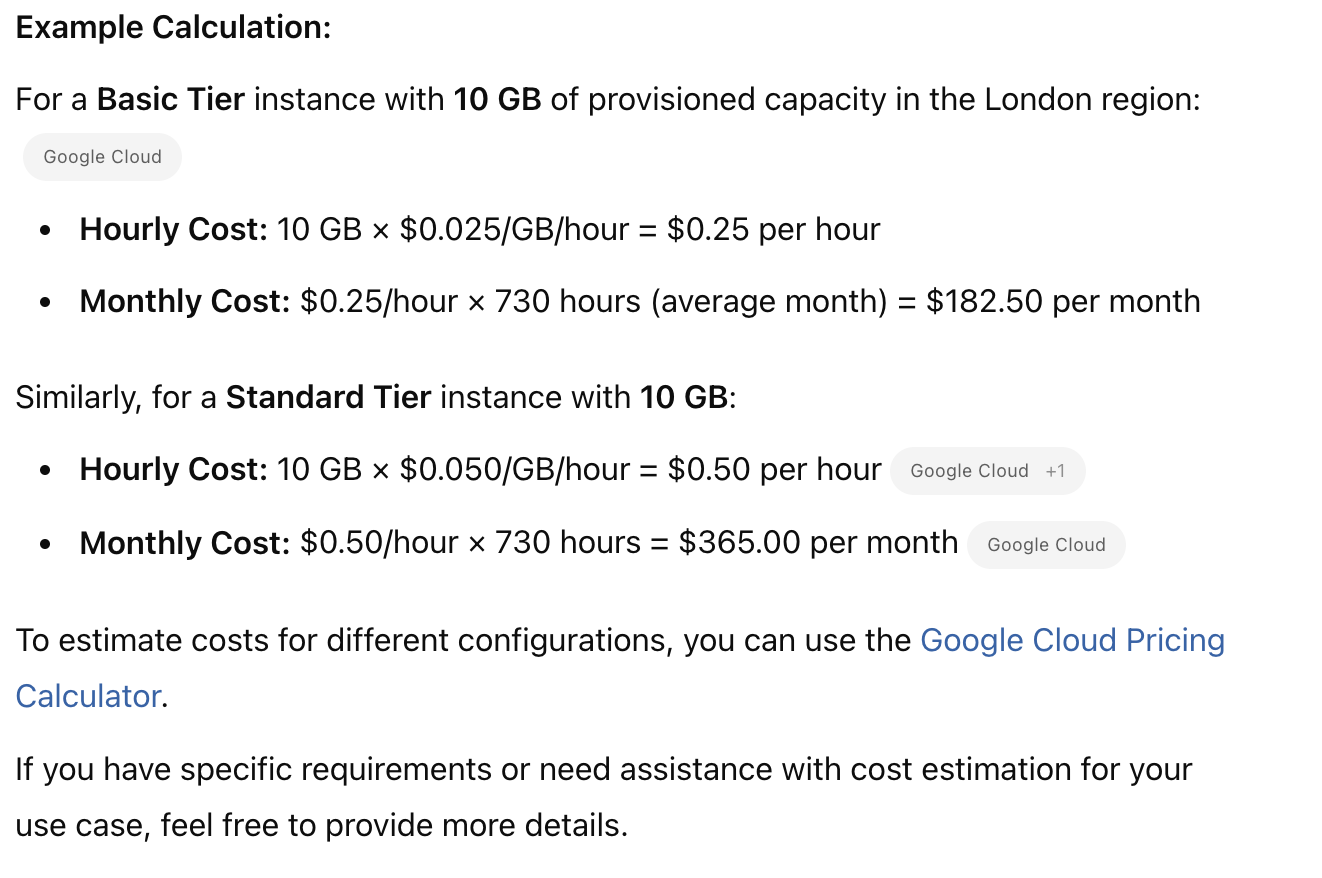 Example Calculation:
For a Basic Tier instance with 10 GB of provisioned capacity in the London region:
Google Cloud
• Hourly Cost: 10 GB × $0.025/GB/hour = $0.25 per hour
• Monthly Cost: $0.25/hour × 730 hours (average month) = $182.50 per month
Similarly, for a Standard Tier instance with 10 GB:
• Hourly Cost: 10 GB × $0.050/GB/hour = $0.50 per hour Google Cloud +1
• Monthly Cost: $0.50/hour × 730 hours = $365.00 per month Google Cloud
To estimate costs for different configurations, you can use the Google Cloud Pricing
Calculator.
If you have specific requirements or need assistance with cost estimation for your
use case, feel free to provide more details.